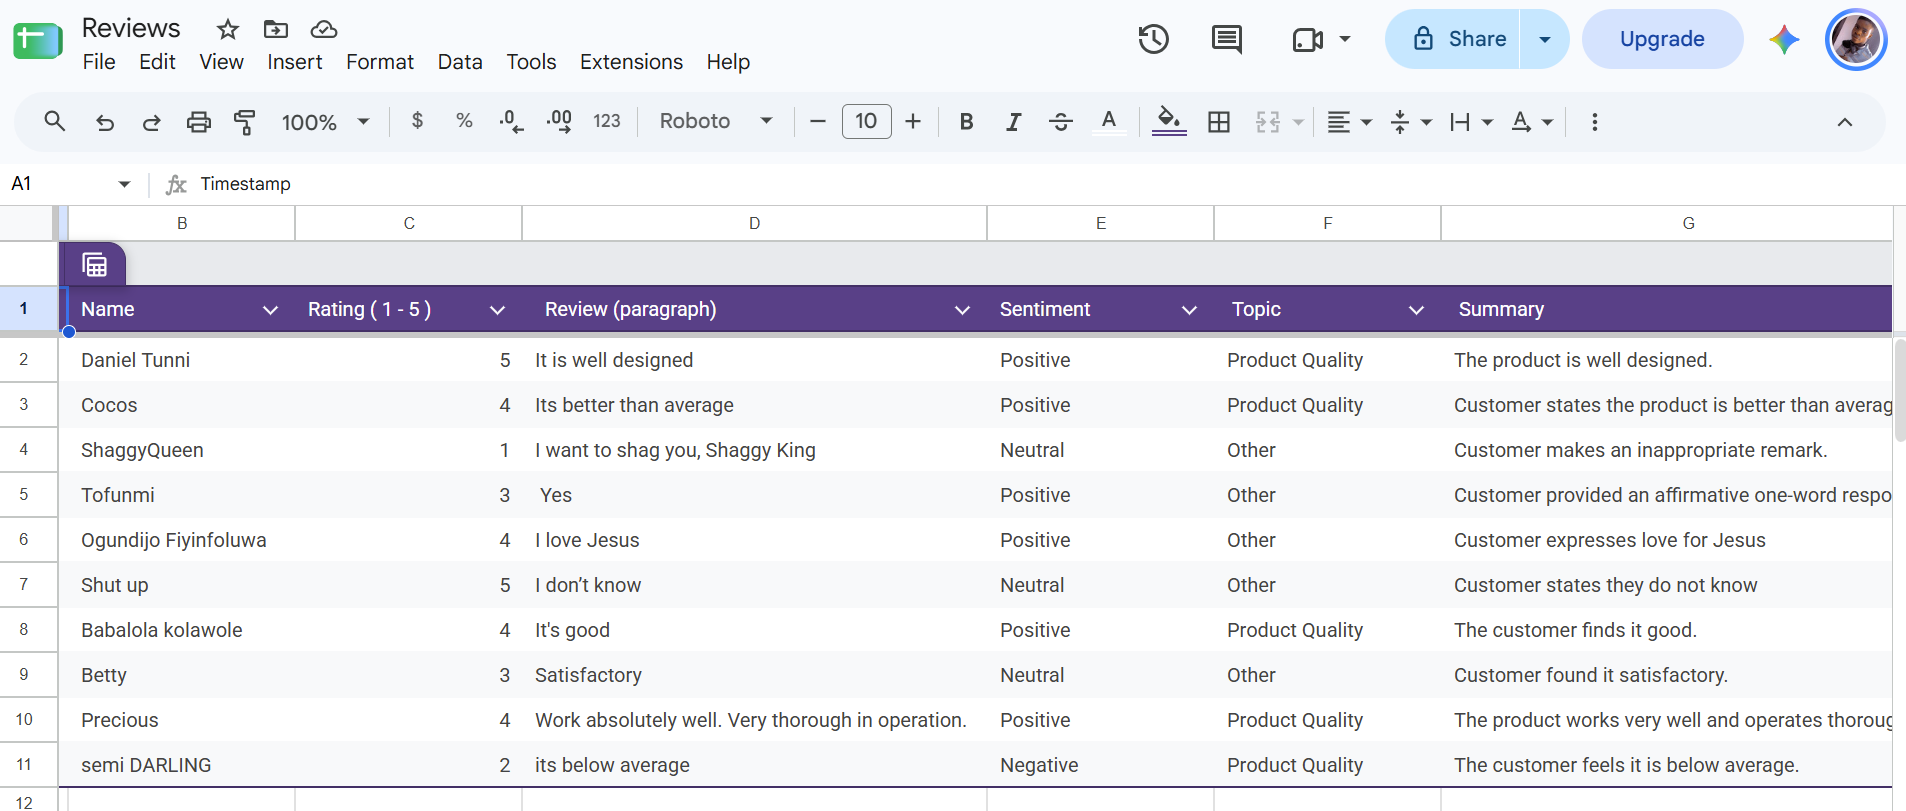 Reviews
File Edit View Insert Format Data Tools Extensions Help
Share
Upgrade
100% $ % .0 .00 123 Roboto 10 B I S A
A1 fx Timestamp
B C D E F G
1 Name Rating ( 1 - 5 ) Review (paragraph) Sentiment Topic Summary
2 Daniel Tunni 5 It is well designed Positive Product Quality The product is well designed.
3 Cocos 4 Its better than average Positive Product Quality Customer states the product is better than averag
4 ShaggyQueen 1 I want to shag you, Shaggy King Neutral Other Customer makes an inappropriate remark.
5 Tofunmi 3 Yes Positive Other Customer provided an affirmative one-word respo
6 Ogundijo Fiyinfoluwa 4 I love Jesus Positive Other Customer expresses love for Jesus
7 Shut up 5 I don’t know Neutral Other Customer states they do not know
8 Babalola kolawole 4 It's good Positive Product Quality The customer finds it good.
9 Betty 3 Satisfactory Neutral Other Customer found it satisfactory.
10 Precious 4 Work absolutely well. Very thorough in operation. Positive Product Quality The product works very well and operates thoroug
11 semi DARLING 2 its below average Negative Product Quality The customer feels it is below average.
12